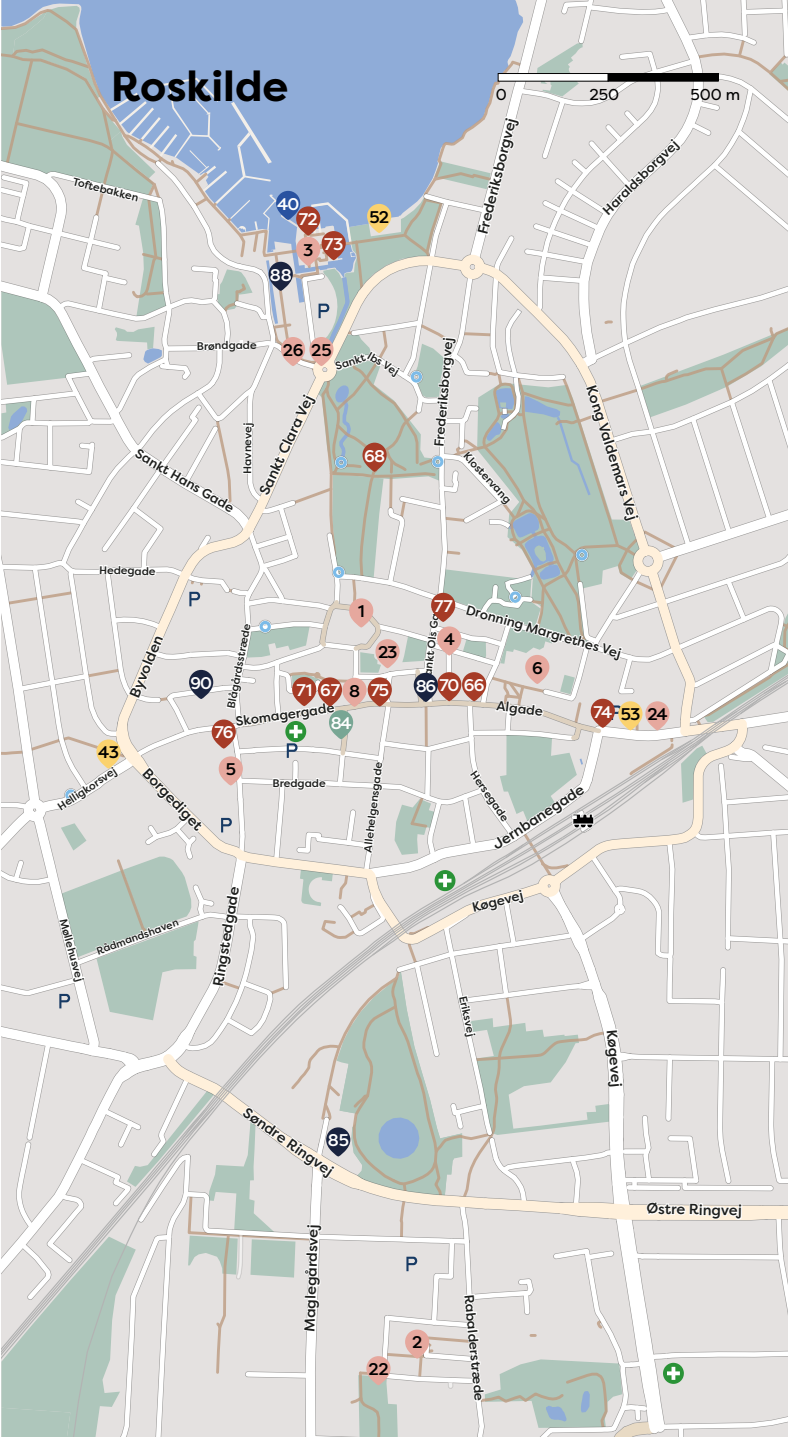 Roskilde
0 250 500 m
Frederiksborgvej
Haraldsborgvej
Toftebakken
40
72
52
3
73
88
P
Brøndgade
26
25
Sankt Ibs Vej
Frederiksborgvej
Kong Valdemars Vej
Sankt Clara Vej
Havnevej
68
Klostervang
Sankt Hans Gade
Hedegade
P
1
77
Dronning Margrethes Vej
4
23
6
Byvolden
Blågårdsstræde
90
71
67
8
75
86
70
66
74
53
24
Skomagergade
84
Algade
76
P
43
5
Helligkorsvej
Borgediget
Bredgade
Allehelgensgade
Hersegade
Jernbanegade
P
Køgevej
Møllehusvej
Rådmandshaven
Ringstedgade
P
Eriksvej
Køgevej
Søndre Ringvej
85
Østre Ringvej
Maglegårdsvej
P
Rabalderstræde
2
22